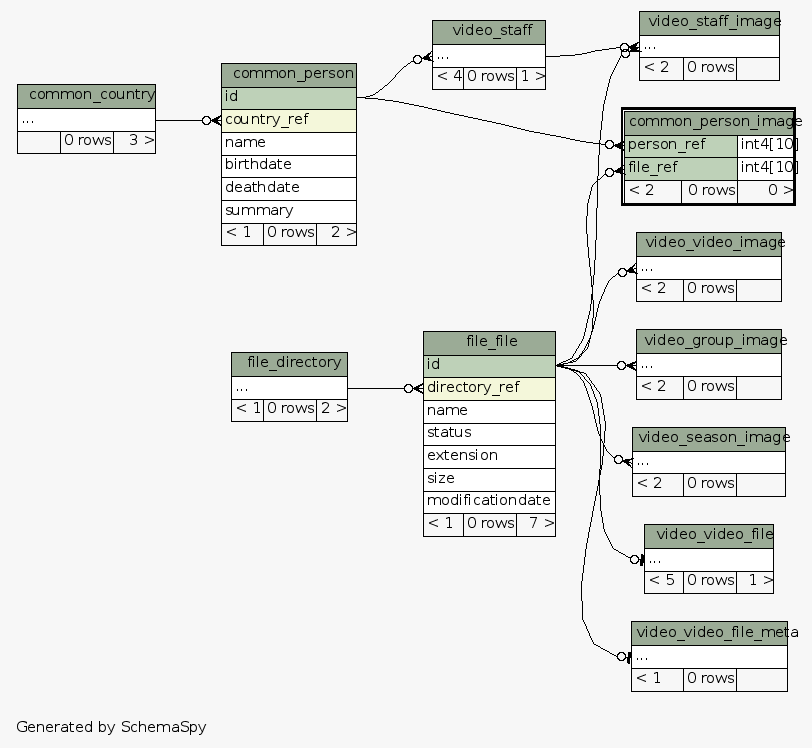 common_country
...
0 rows 3 >
common_person
id
country_ref
name
birthdate
deathdate
summary
< 1 0 rows 2 >
video_staff
...
< 4 0 rows 1 >
video_staff_image
...
< 2 0 rows
common_person_image
person_ref int4[10]
file_ref int4[10]
< 2 0 rows 0 >
video_video_image
...
< 2 0 rows
file_directory
...
< 1 0 rows 2 >
file_file
id
directory_ref
name
status
extension
size
modificationdate
< 1 0 rows 7 >
video_group_image
...
< 2 0 rows
video_season_image
...
< 2 0 rows
video_video_file
...
< 5 0 rows 1 >
video_video_file_meta
...
< 1 0 rows
Generated by SchemaSpy